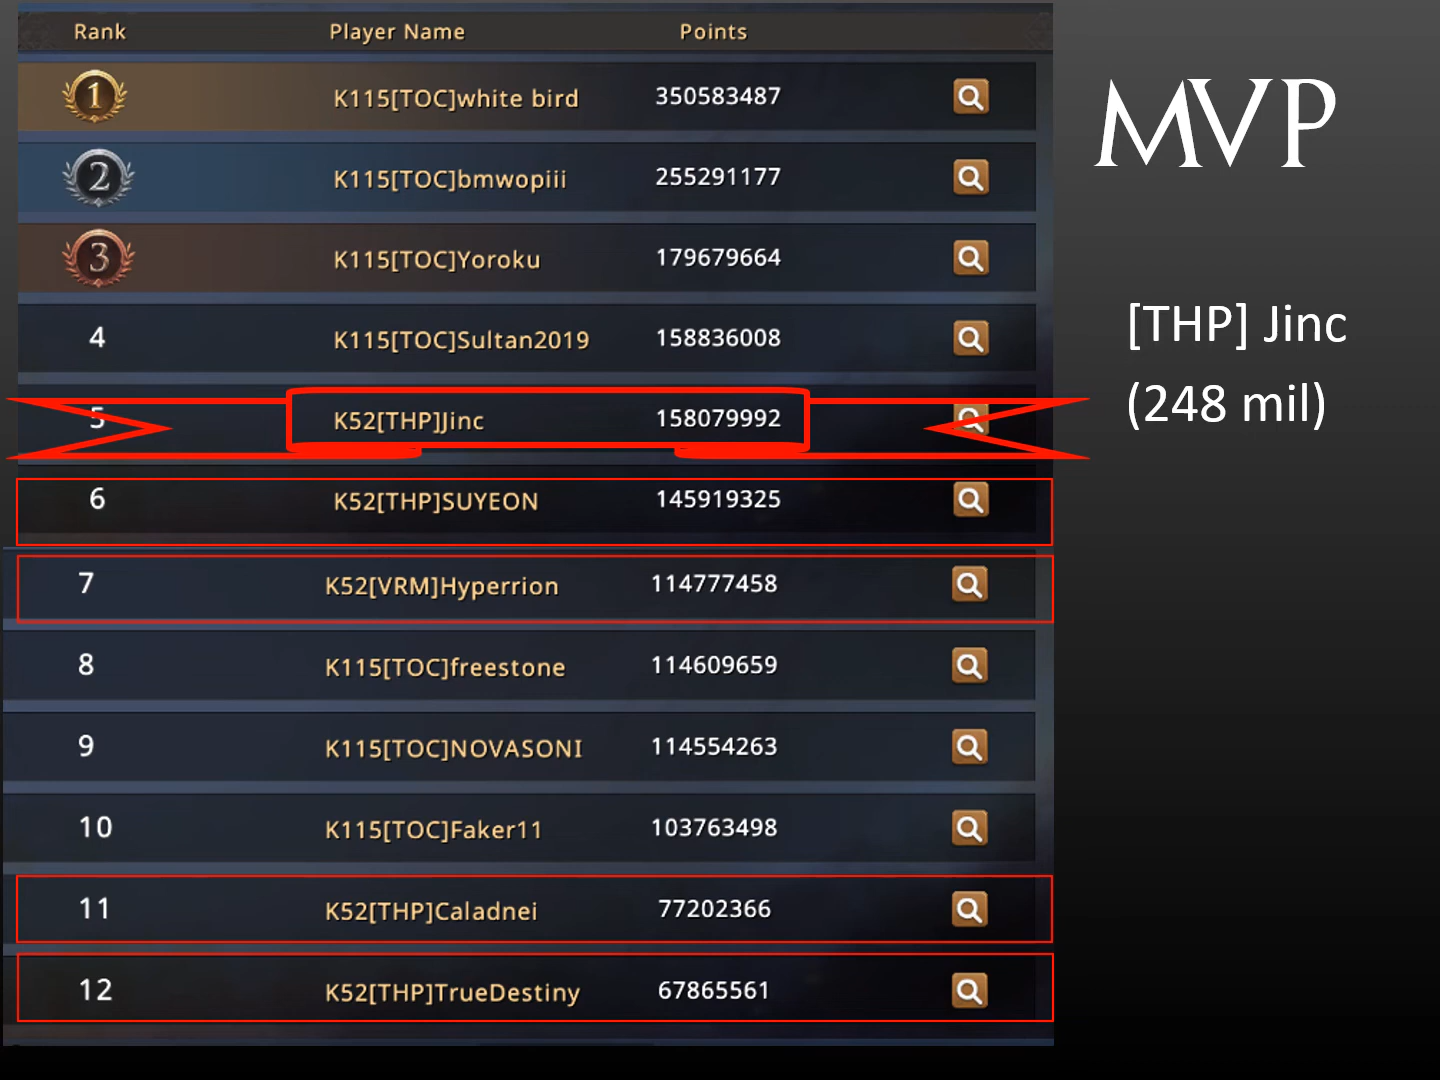 Rank Player Name Points
1 K115[TOC]white bird 350583487
2 K115[TOC]bmwopiii 255291177
3 K115[TOC]Yoroku 179679664
4 K115[TOC]Sultan2019 158836008
5 K52[THP]Jinc 158079992
6 K52[THP]SUYEON 145919325
7 K52[VRM]Hyperrion 114777458
8 K115[TOC]freestone 114609659
9 K115[TOC]NOVASONI 114554263
10 K115[TOC]Faker11 103763498
11 K52[THP]Caladnei 77202366
12 K52[THP]TrueDestiny 67865561
MVP
[THP] Jinc
(248 mil)